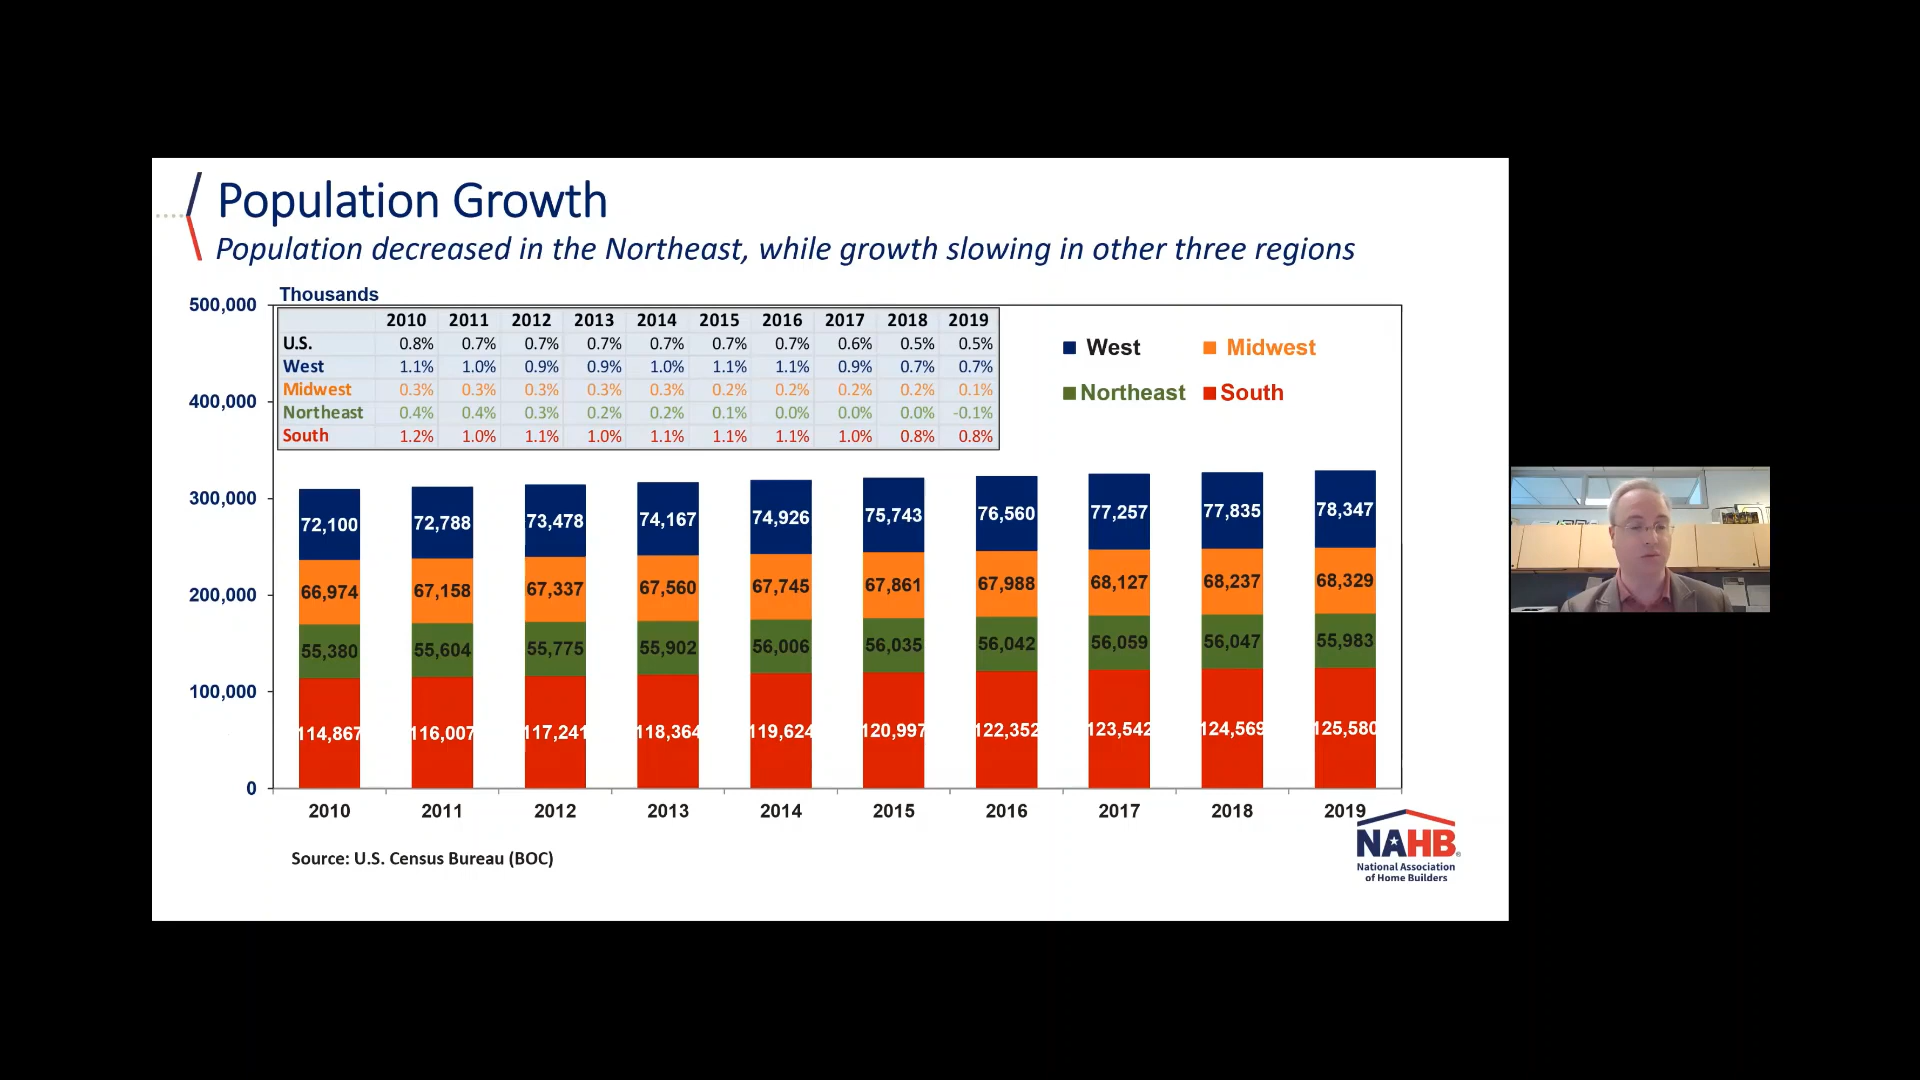 Population Growth
Population decreased in the Northeast, while growth slowing in other three regions
Thousands
500,000
400,000
300,000
200,000
100,000
0
2010 2011 2012 2013 2014 2015 2016 2017 2018 2019
U.S. 0.8% 0.7% 0.7% 0.7% 0.7% 0.7% 0.7% 0.6% 0.5% 0.5%
West 1.1% 1.0% 0.9% 0.9% 1.0% 1.1% 1.1% 0.9% 0.7% 0.7%
Midwest 0.3% 0.3% 0.3% 0.3% 0.3% 0.2% 0.2% 0.2% 0.2% 0.1%
Northeast 0.4% 0.4% 0.3% 0.2% 0.2% 0.1% 0.0% 0.0% 0.0% -0.1%
South 1.2% 1.0% 1.1% 1.0% 1.1% 1.1% 1.1% 1.0% 0.8% 0.8%
West Midwest
Northeast South
72,100 72,788 73,478 74,167 74,926 75,743 76,560 77,257 77,835 78,347
66,974 67,158 67,337 67,560 67,745 67,861 67,988 68,127 68,237 68,329
55,380 55,604 55,775 55,902 56,006 56,035 56,042 56,059 56,047 55,983
114,867 116,007 117,241 118,364 119,624 120,997 122,352 123,542 124,569 125,580
2010 2011 2012 2013 2014 2015 2016 2017 2018 2019
Source: U.S. Census Bureau (BOC)
NAHB®
National Association
of Home Builders